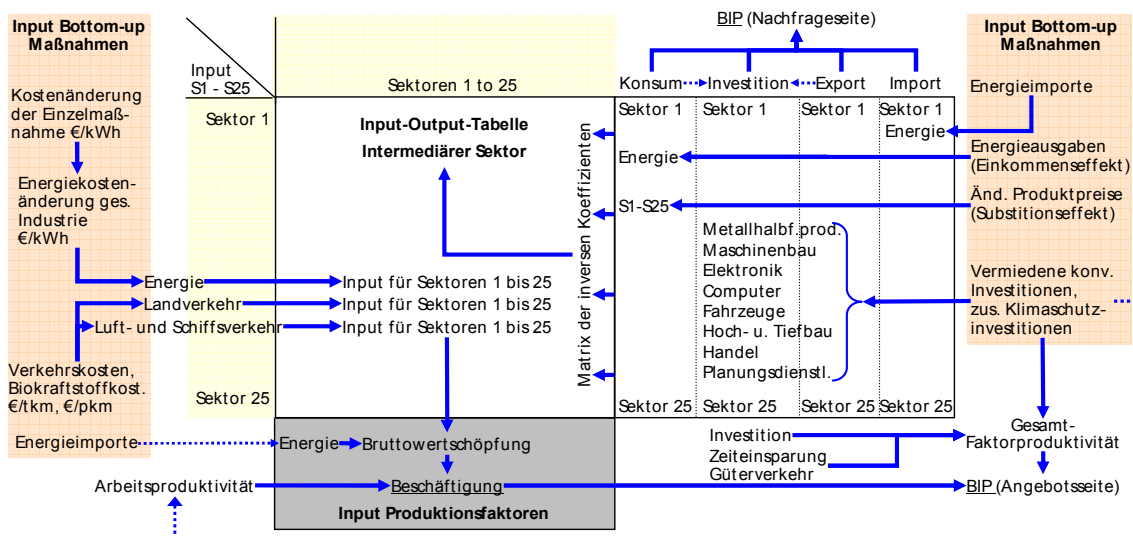 Input Bottom-up
Maßnahmen
Kostenänderung
der Einzelmaß-
nahme €/kWh
Energiekosten-
änderung ges.
Industrie
€/kWh
Verkehrskosten,
Biokraftstoffkost.
€/tkm, €/pkm
Energieimporte
Arbeitsproduktivität
Input
S1 - S25
Sektoren 1 to 25
Sektor 1
Energie
Landverkehr
Luft- und Schiffsverkehr
Sektor 25
Input-Output-Tabelle
Intermediärer Sektor
Input für Sektoren 1 bis 25
Input für Sektoren 1 bis 25
Input für Sektoren 1 bis 25
Matrix der inversen Koeffizienten
Energie
Bruttowertschöpfung
Beschäftigung
Input Produktionsfaktoren
BIP (Nachfrageseite)
Konsum Investition Export Import
Sektor 1 Sektor 1 Sektor 1 Sektor 1
Energie
Energie
S1-S25
Metallhalbf.prod.
Maschinenbau
Elektronik
Computer
Fahrzeuge
Hoch- u. Tiefbau
Handel
Planungsdienstl.
Sektor 25 Sektor 25 Sektor 25 Sektor 25
Investition
Zeiteinsparung
Güterverkehr
Input Bottom-up
Maßnahmen
Energieimporte
Energieausgaben
(Einkommenseffekt)
Änd. Produktpreise
(Substitionseffekt)
Vermiedene konv.
Investitionen,
zus. Klimaschutz-
investitionen
Gesamt-
Faktorproduktivität
BIP (Angebotsseite)